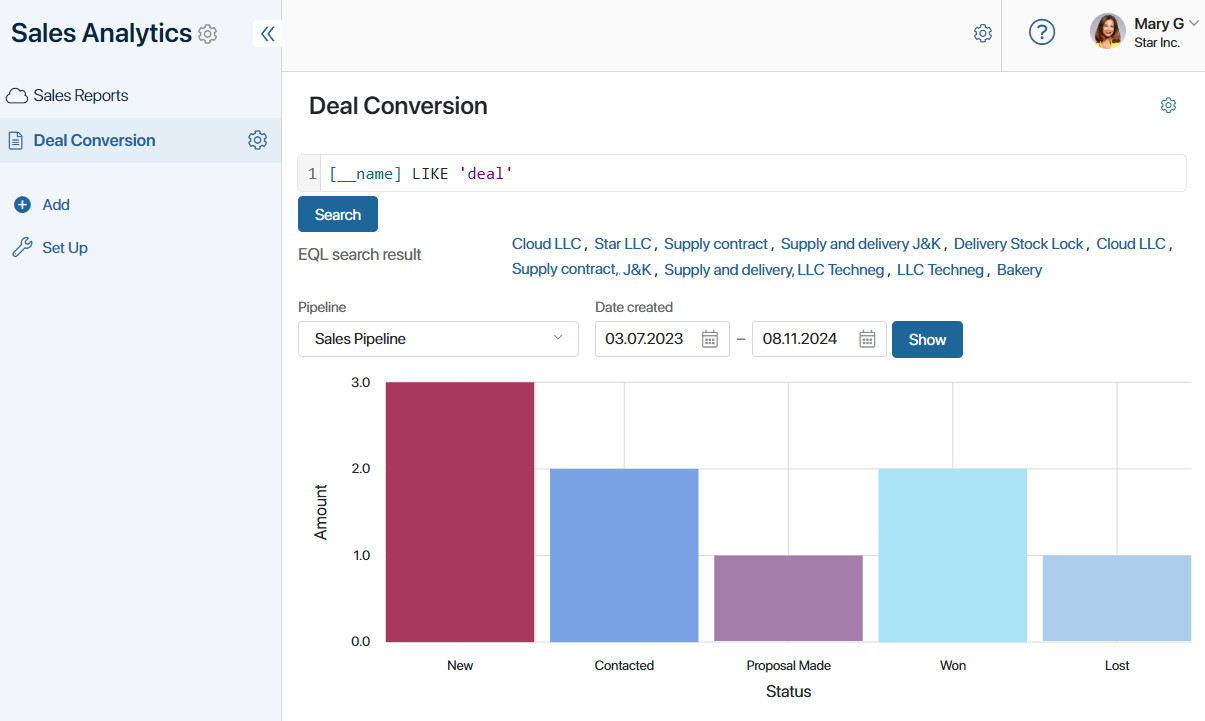 Sales Analytics
Mary G
Star Inc.
Sales Reports
Deal Conversion
Add
Set Up
Deal Conversion
1 [__name] LIKE 'deal'
Search
EQL search result
Cloud LLC, Star LLC, Supply contract, Supply and delivery J&K, Delivery Stock Lock, Cloud LLC,
Supply contract, J&K, Supply and delivery, LLC Techneg, LLC Techneg, Bakery
Pipeline
Date created
Sales Pipeline
03.07.2023 – 08.11.2024
Show
3.0
2.0
1.0
0.0
Amount
New Contacted Proposal Made Won Lost
Status